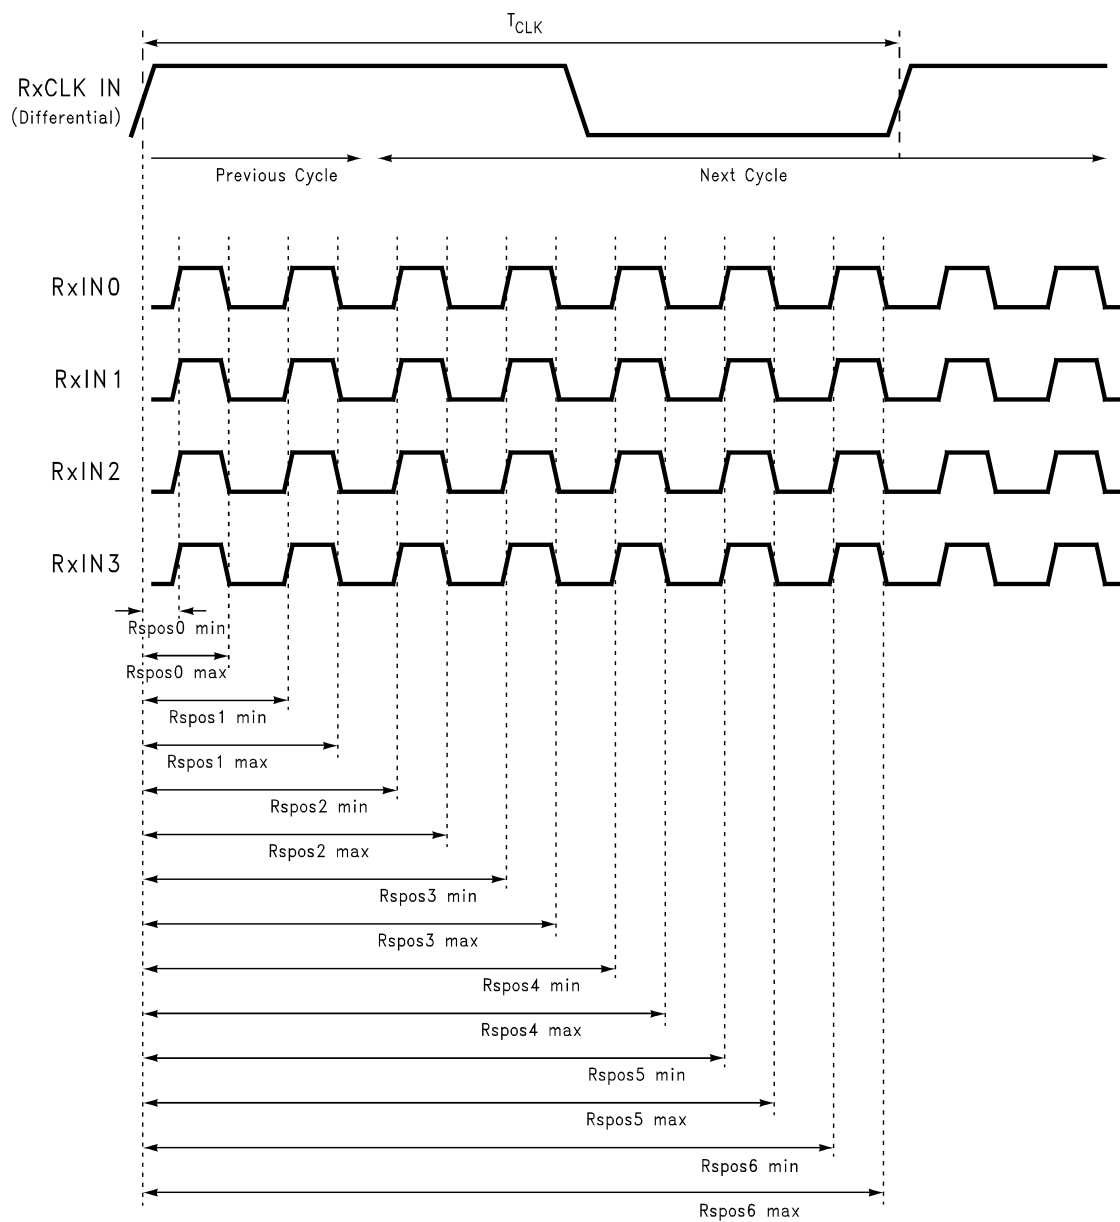 TCLK
RxCLK IN
(Differential)
Previous Cycle
Next Cycle
RxIN0
RxIN1
RxIN2
RxIN3
Rspos0 min
Rspos0 max
Rspos1 min
Rspos1 max
Rspos2 min
Rspos2 max
Rspos3 min
Rspos3 max
Rspos4 min
Rspos4 max
Rspos5 min
Rspos5 max
Rspos6 min
Rspos6 max